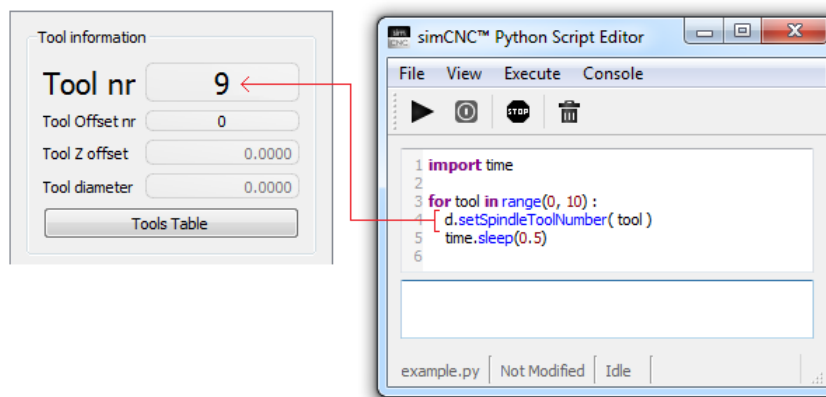 Tool information
Tool nr 9
Tool Offset nr 0
Tool Z offset 0.0000
Tool diameter 0.0000
Tools Table
sim CNC simCNC™ Python Script Editor
File View Execute Console
STOP
1 import time
2
3 for tool in range(0, 10) :
4 d.setSpindleToolNumber( tool )
5 time.sleep(0.5)
6
example.py Not Modified Idle